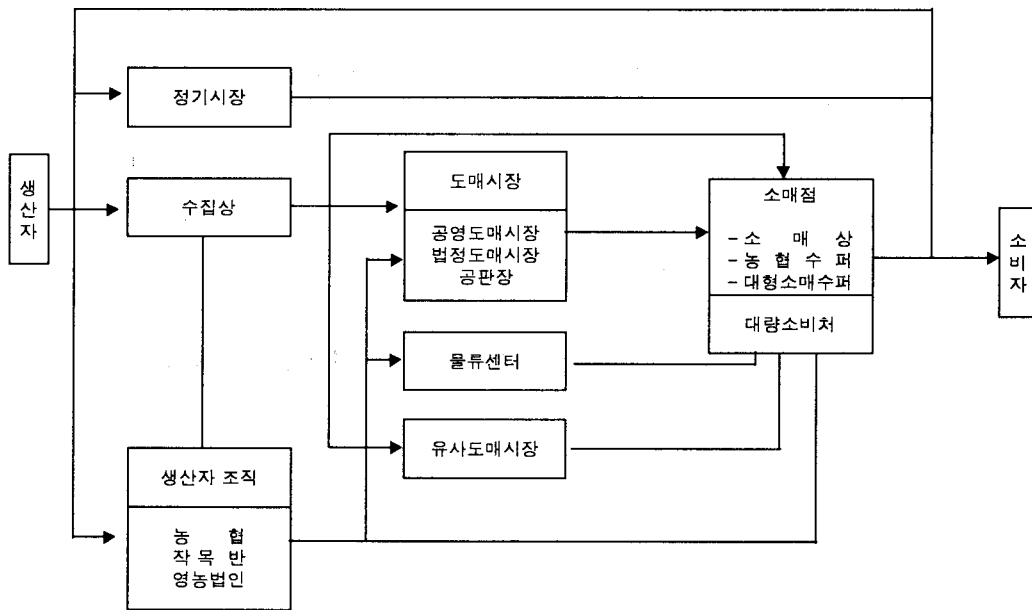 생
산
자
정기시장
수집상
생산자 조직
농 협
작 목 반
영농법인
도매시장
공영도매시장
법정도매시장
공판장
물류센터
유사도매시장
소매점
- 소 매 상
- 농 협 수 퍼
- 대형소매수퍼
대량소비처
소
비
자